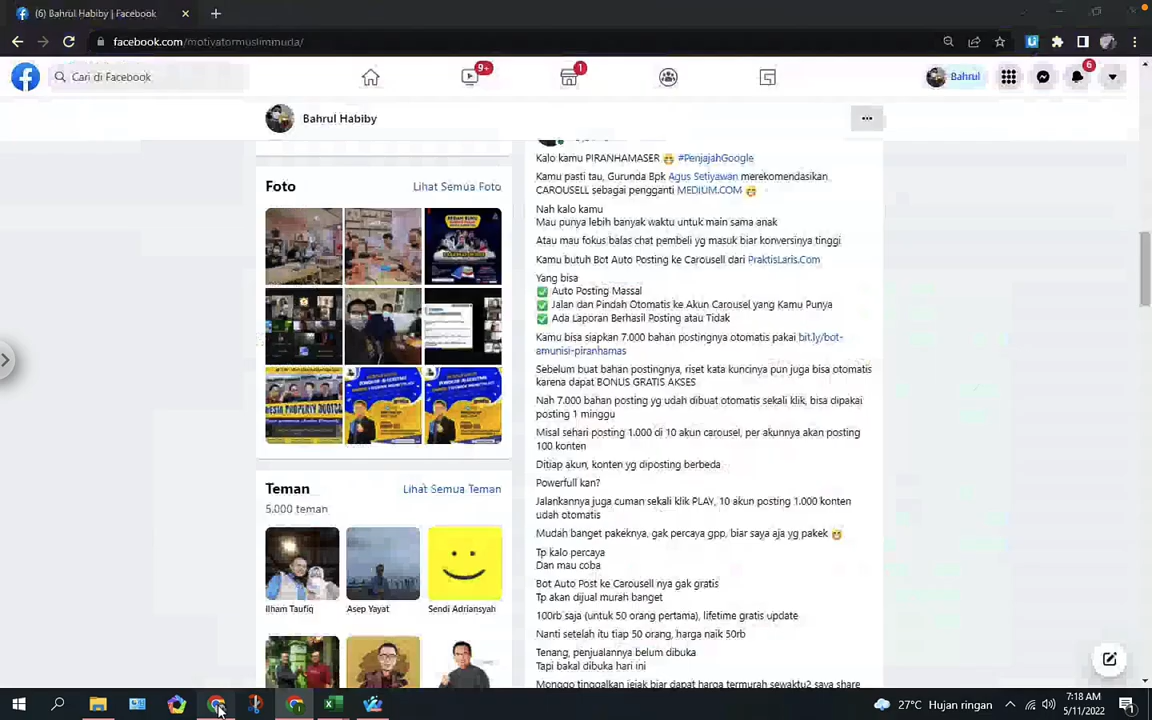 (6) Bahrul Habiby | Facebook
facebook.com/motivatormuslimmuda/
Cari di Facebook
9+
1
Bahrul
6
Bahrul Habiby
Foto
Lihat Semua Foto
Teman
Lihat Semua Teman
5.000 teman
Ilham Taufiq
Asep Yayat
Sendi Adriansyah
Kalo kamu PIRANHAMASER 😁 #PenjajahGoogle
Kamu pasti tau, Gurunda Bpk Agus Setiyawan merekomendasikan
CAROUSELL sebagai pengganti MEDIUM.COM 😁
Nah kalo kamu
Mau punya lebih banyak waktu untuk main sama anak
Atau mau fokus balas chat pembeli yg masuk biar konversinya tinggi
Kamu butuh Bot Auto Posting ke Carousell dari PraktisLaris.Com
Yang bisa
✅ Auto Posting Massal
✅ Jalan dan Pindah Otomatis ke Akun Carousel yang Kamu Punya
✅ Ada Laporan Berhasil Posting atau Tidak
Kamu bisa siapkan 7.000 bahan postingnya otomatis pakai bit.ly/bot-
amunisi-piranhamas
Sebelum buat bahan postingnya, riset kata kuncinya pun juga bisa otomatis
karena dapat BONUS GRATIS AKSES
Nah 7.000 bahan posting yg udah dibuat otomatis sekali klik, bisa dipakai
posting 1 minggu
Misal sehari posting 1.000 di 10 akun carousel, per akunnya akan posting
100 konten
Ditiap akun, konten yg diposting berbeda
Powerfull kan?
Jalankannya juga cuman sekali klik PLAY, 10 akun posting 1.000 konten
udah otomatis
Mudah banget pakeknya, gak percaya gpp, biar saya aja yg pakek 😁
Tp kalo percaya
Dan mau coba
Bot Auto Post ke Carousell nya gak gratis
Tp akan dijual murah banget
100rb saja (untuk 50 orang pertama), lifetime gratis update
Nanti setelah itu tiap 50 orang, harga naik 50rb
Tenang, penjualannya belum dibuka
Tapi bakal dibuka hari ini
Monggo tinggalkan jejak biar dapat harga termurah sewaktu2 saya share
27°C Hujan ringan
7:18 AM
5/11/2022
1